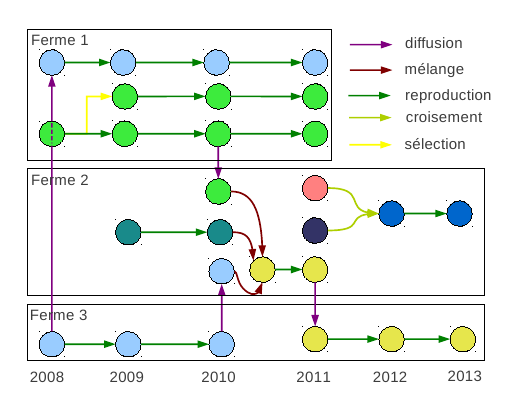 Ferme 1
diffusion
mélange
reproduction
croisement
sélection
Ferme 2
Ferme 3
2008 2009 2010 2011 2012 2013